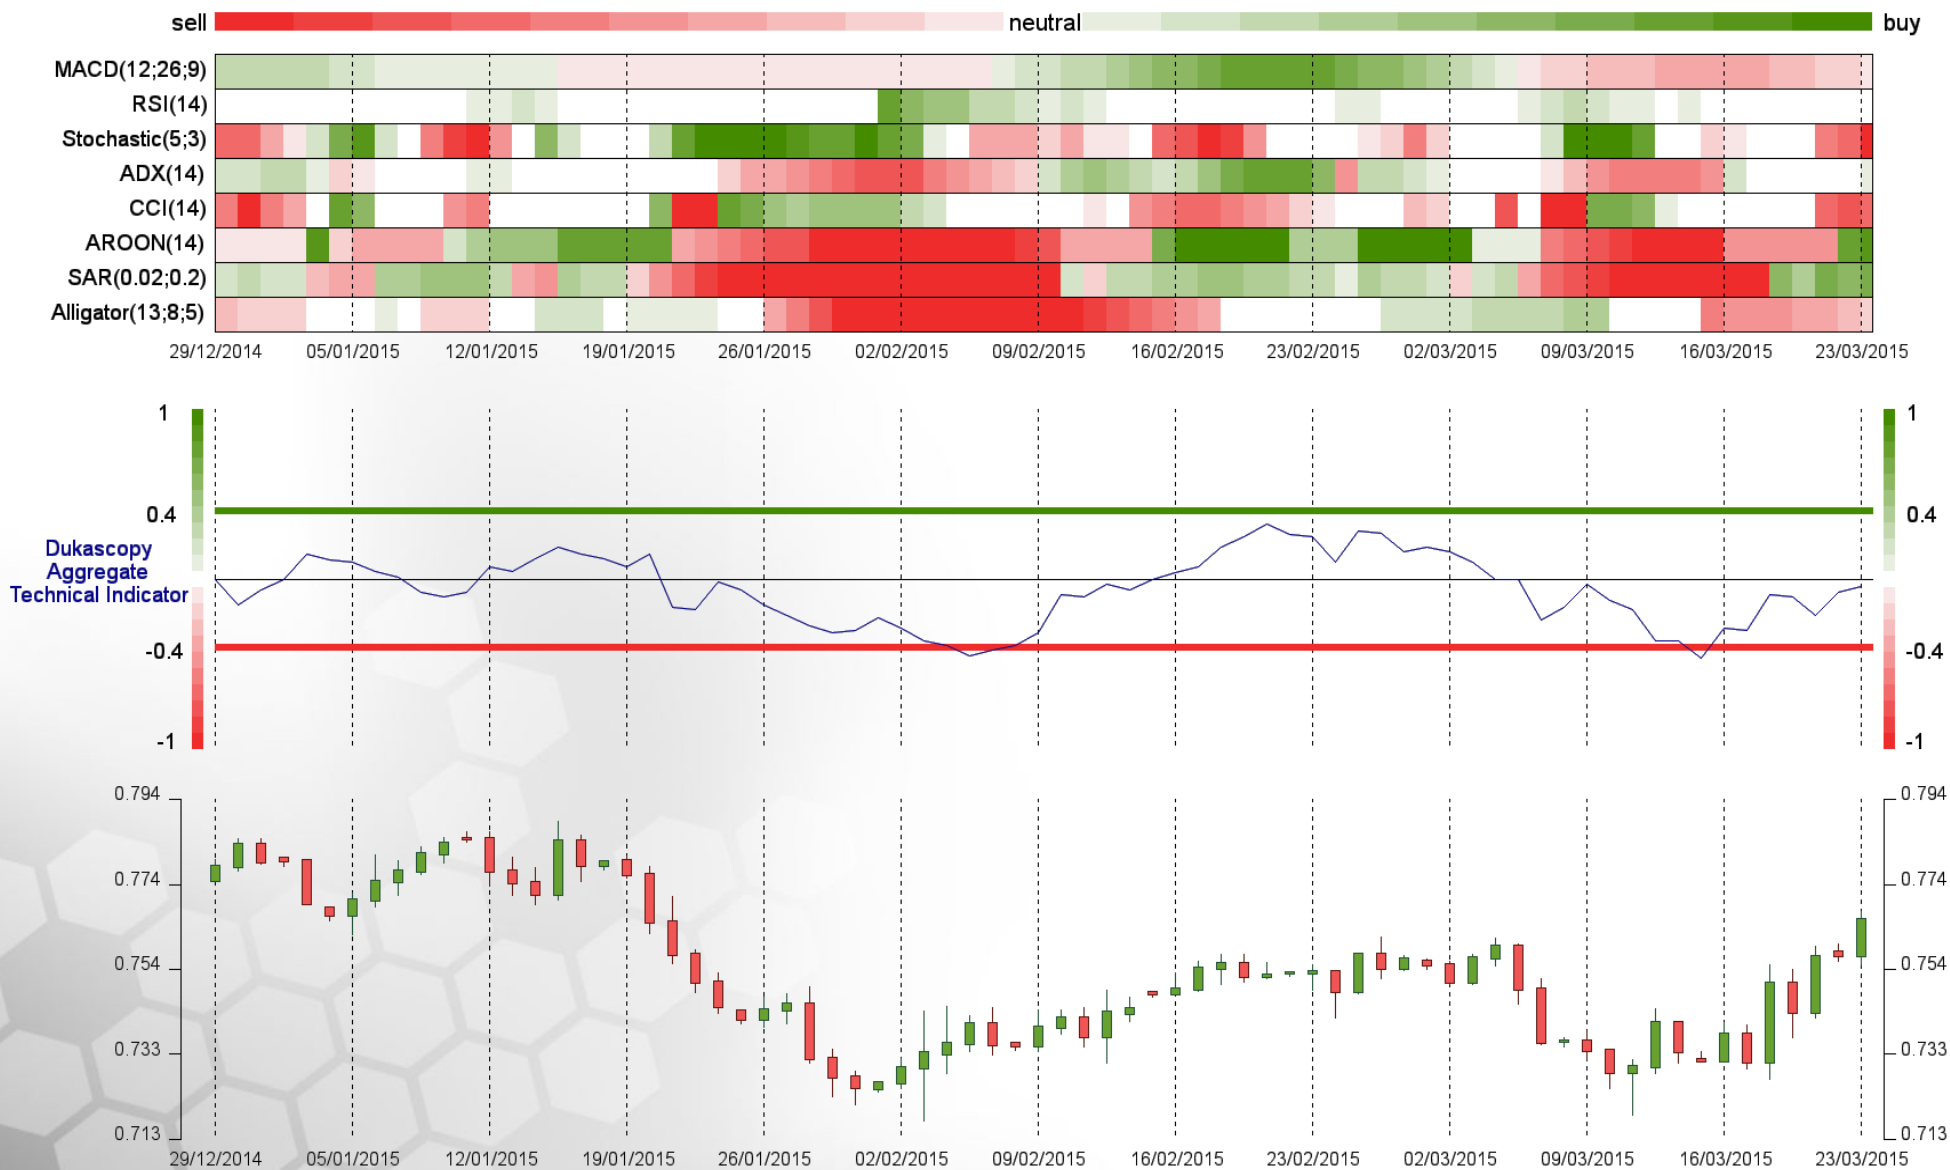 sell neutral buy
MACD(12;26;9)
RSI(14)
Stochastic(5;3)
ADX(14)
CCI(14)
AROON(14)
SAR(0.02;0.2)
Alligator(13;8;5)
29/12/2014 05/01/2015 12/01/2015 19/01/2015 26/01/2015 02/02/2015 09/02/2015 16/02/2015 23/02/2015 02/03/2015 09/03/2015 16/03/2015 23/03/2015
1 1
0.4 0.4
Dukascopy
Aggregate
Technical Indicator
-0.4 -0.4
-1 -1
0.794 0.794
0.774 0.774
0.754 0.754
0.733 0.733
0.713 0.713
29/12/2014 05/01/2015 12/01/2015 19/01/2015 26/01/2015 02/02/2015 09/02/2015 16/02/2015 23/02/2015 02/03/2015 09/03/2015 16/03/2015 23/03/2015